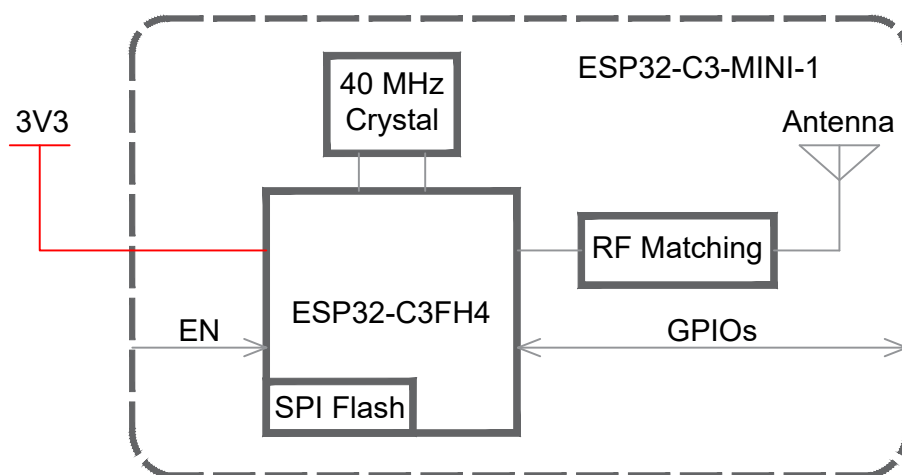 ESP32-C3-MINI-1
40 MHz
Crystal
3V3
Antenna
RF Matching
ESP32-C3FH4
EN
GPIOs
SPI Flash